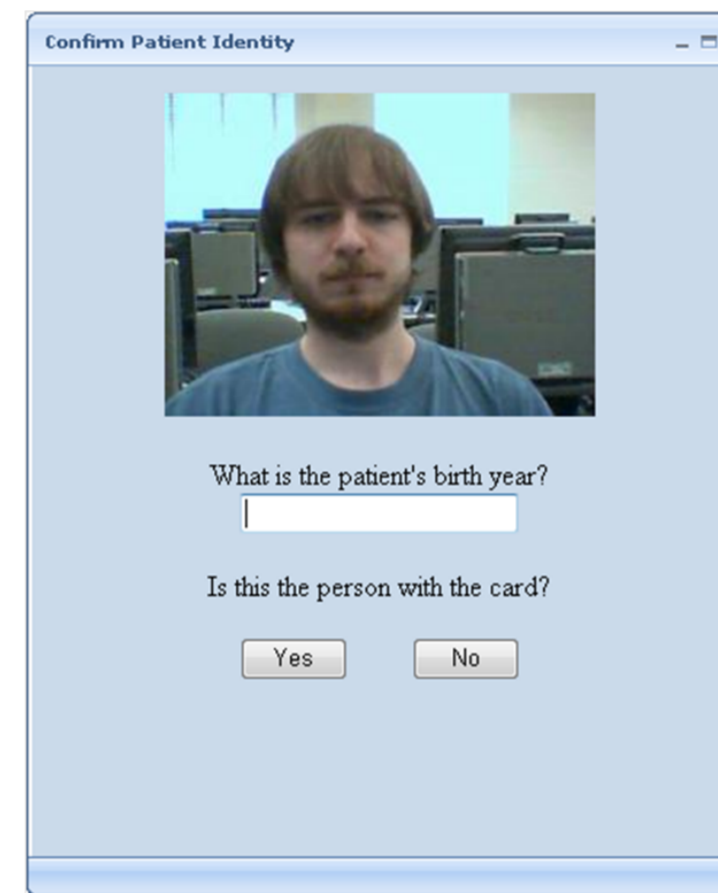 Confirm Patient Identity
What is the patient's birth year?
Is this the person with the card?
Yes No